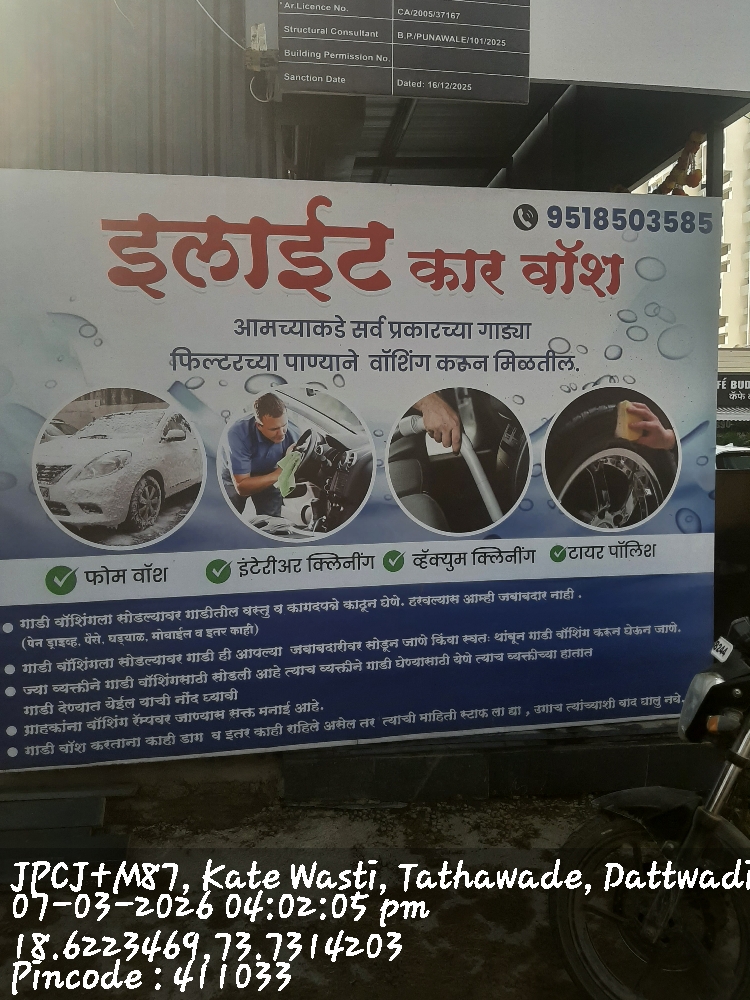 *Ar.Licence No. CA/2005/37167
Structural Consultant B.P./PUNAWALE/101/2025
Building Permission No.
Sanction Date Dated: 16/12/2025
9518503585
इलाईट कार वॉश
आमच्याकडे सर्व प्रकारच्या गाड्या
फिल्टरच्या पाण्याने वॉशिंग करून मिळतील.
फोम वॉश
इंटेरीअर क्लिनींग
व्हॅक्युम क्लिनींग
टायर पॉलिश
गाडी वॉशिंगला सोडल्यावर गाडीतील वस्तु व कागदपत्रे काढून घेणे. हरवल्यास आम्ही जबाबदार नाही.
(पेन ड्राइव्ह, पैसे, घड्याळ, मोबाईल व इतर काही)
गाडी वॉशिंगला सोडल्यावर गाडी ही आपल्या जबाबदारीवर सोडून जाणे किंवा स्वतः थांबून गाडी वॉशिंग करून घेऊन जाणे.
ज्या व्यक्तीने गाडी वॉशिंगसाठी सोडली आहे त्याच व्यक्तीने गाडी घेण्यासाठी येणे त्याच व्यक्तीच्या हातात
गाडी देण्यात येईल याची नोंद घ्यावी
ग्राहकांना वॉशिंग रॅम्पवर जाण्यास सक्त मनाई आहे.
गाडी वॉश करताना काही डाग व इतर काही राहिले असेल तर त्याची माहिती स्टाफ ला द्या , उगाच त्यांच्याशी वाद घालु नये.
FÉ BUD
कॅफे
JPCJ+M87, Kate Wasti, Tathawade, Dattwadi
07-03-2026 04:02:05 pm
18.6223469,73.7314203
Pincode : 411033